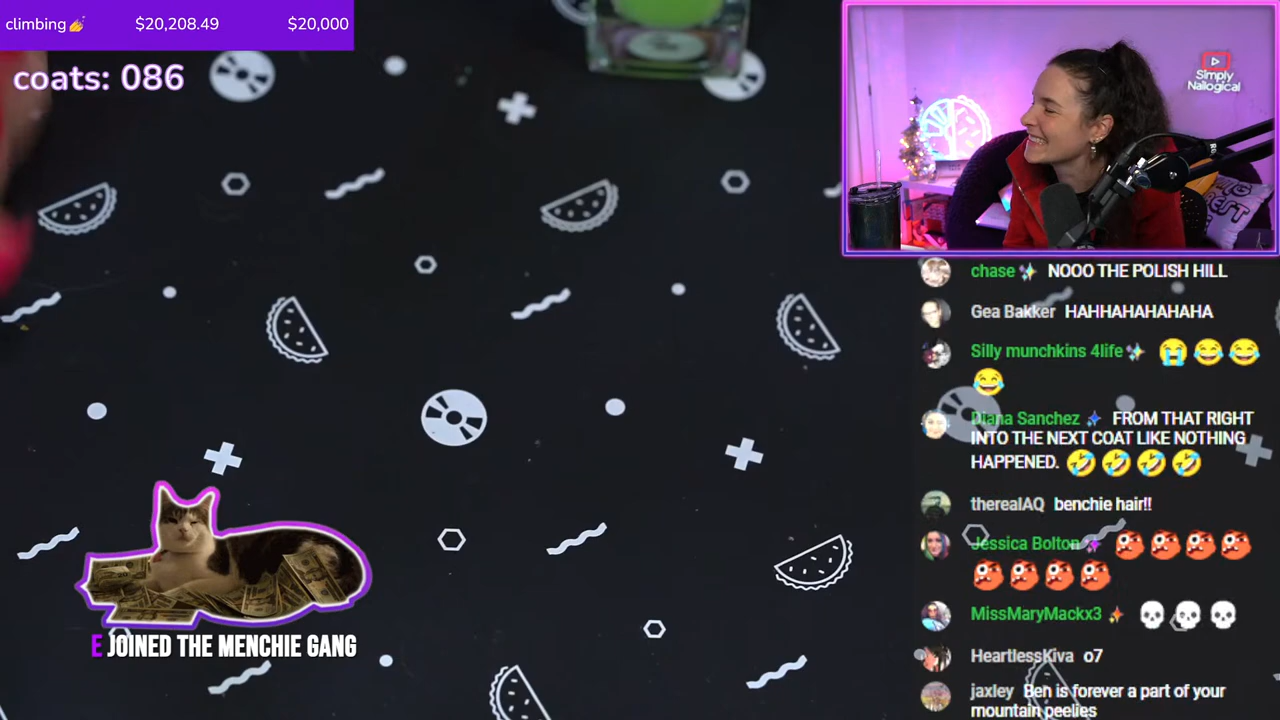 climbing💅 $20,208.49 $20,000
coats: 086
Simply
Nailogical
chase NOOO THE POLISH HILL
Gea Bakker HAHHAHAHAHAHA
Silly munchkins 4life 😭😂😂
😂
Diana Sanchez FROM THAT RIGHT
INTO THE NEXT COAT LIKE NOTHING
HAPPENED. 🤣🤣🤣🤣
therealAQ benchie hair!!
Jessica Bolton
MissMaryMackx3 💀💀💀
HeartlessKiva o7
jaxley Ben is forever a part of your
mountain peelies
E JOINED THE MENCHIE GANG